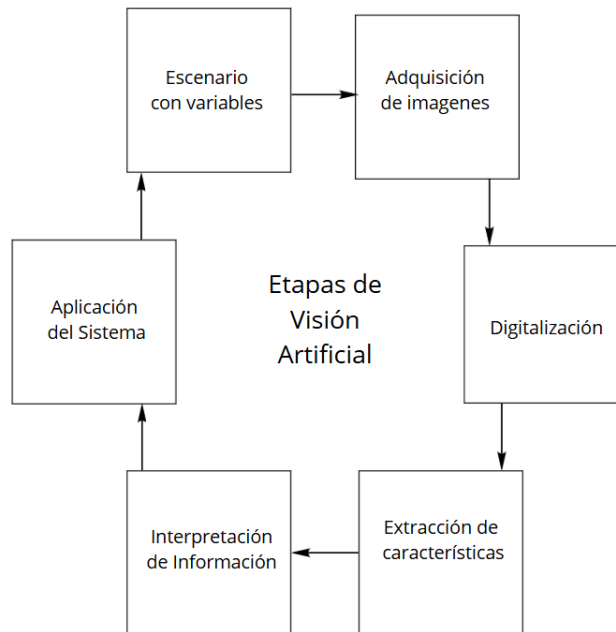 Escenario
con variables
Adquisición
de imagenes
Digitalización
Extracción de
característícas
Interpretación
de Información
Aplicación
del Sistema
Etapas de
Visión
Artificial